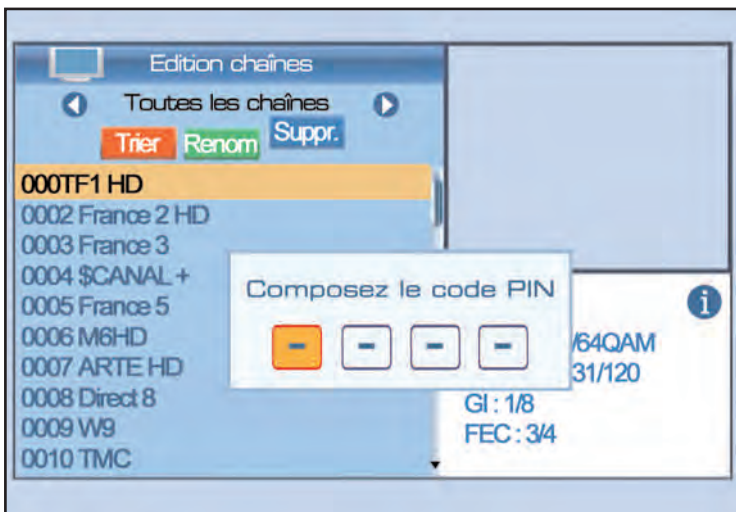 Edition chaînes
Toutes les chaînes
Trier Renom Suppr.
000TF1 HD
0002 France 2 HD
0003 France 3
0004 $CANAL +
0005 France 5
0006 M6HD
0007 ARTE HD
0008 Direct 8
0009 W9
0010 TMC
Composez le code PIN
- - - -
i
/64QAM
31/120
GI : 1/8
FEC : 3/4